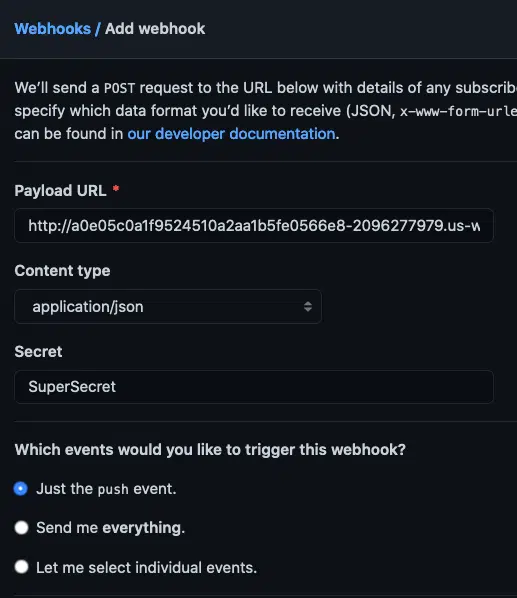 Webhooks / Add webhook
We’ll send a POST request to the URL below with details of any subscribe
specify which data format you’d like to receive (JSON, x-www-form-urle
can be found in our developer documentation.
Payload URL *
http://a0e05c0a1f9524510a2aa1b5fe0566e8-2096277979.us-w
Content type
application/json
Secret
SuperSecret
Which events would you like to trigger this webhook?
Just the push event.
Send me everything.
Let me select individual events.